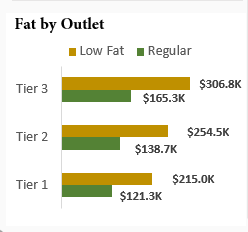 Fat by Outlet
Low Fat Regular
Tier 3 $306.8K
$165.3K
Tier 2 $254.5K
$138.7K
Tier 1 $215.0K
$121.3K